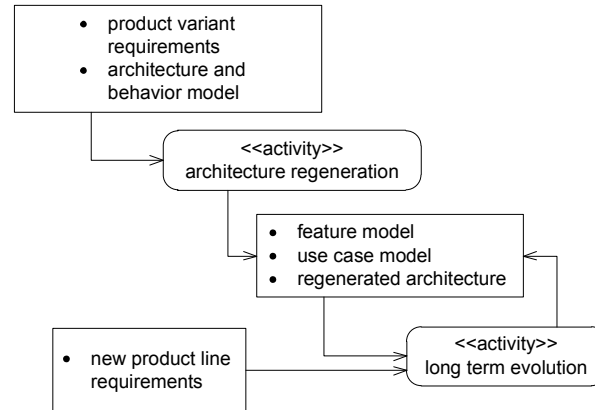 • product variant
requirements
• architecture and
behavior model
<<activity>>
architecture regeneration
• feature model
• use case model
• regenerated architecture
• new product line
requirements
<<activity>>
long term evolution